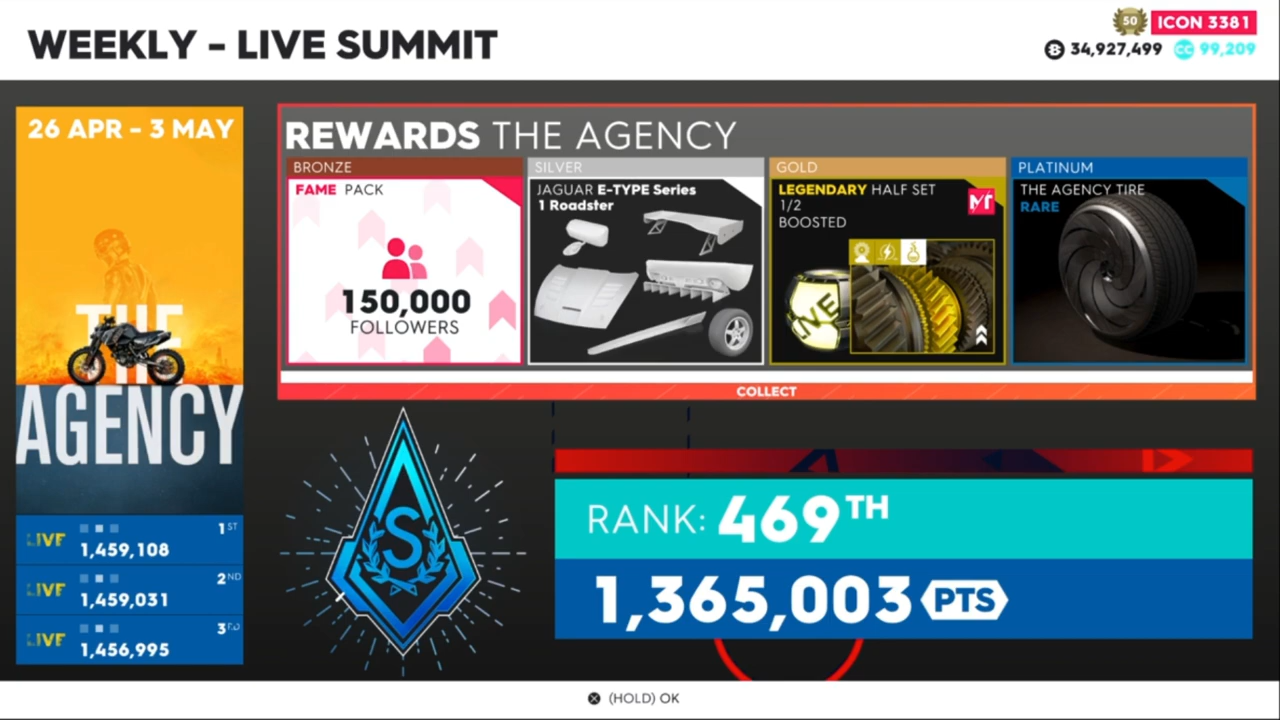 WEEKLY - LIVE SUMMIT
50 ICON 3381
34,927,499 CC 99,209
26 APR - 3 MAY
THE
AGENCY
LIVE 1,459,108 1ST
LIVE 1,459,031 2ND
LIVE 1,456,995 3RD
REWARDS THE AGENCY
BRONZE
FAME PACK
150,000
FOLLOWERS
SILVER
JAGUAR E-TYPE Series
1 Roadster
GOLD
LEGENDARY HALF SET
1/2
BOOSTED
LIVE
PLATINUM
THE AGENCY TIRE
RARE
COLLECT
S
RANK: 469TH
1,365,003 PTS
(HOLD) OK